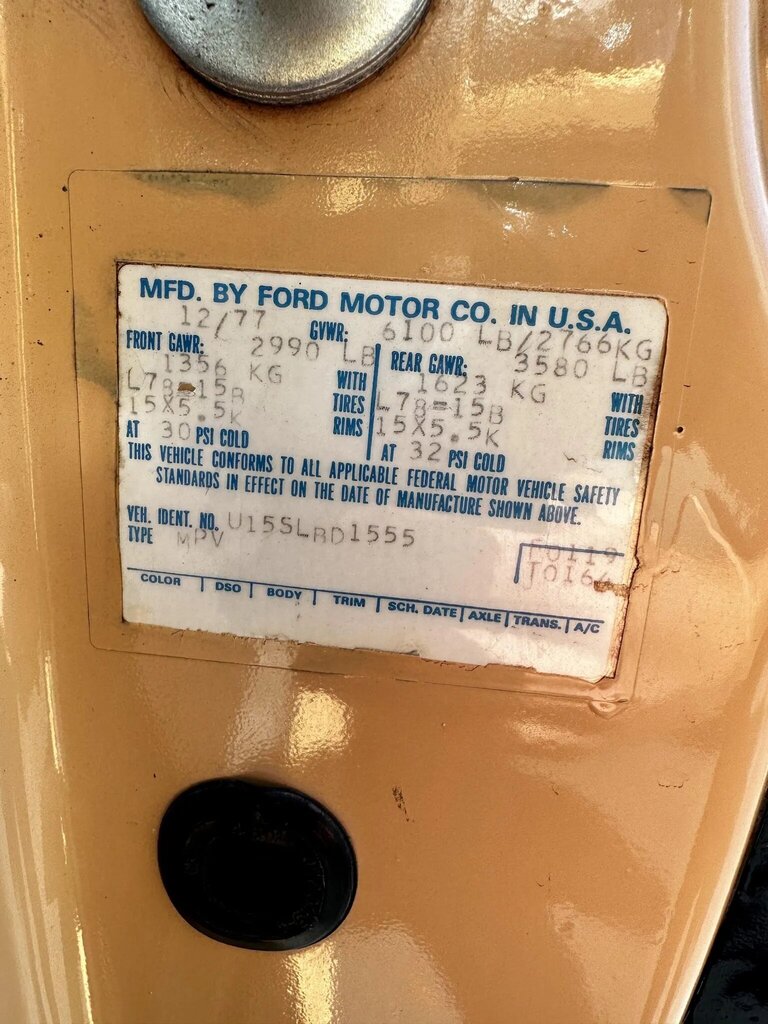 MFD. BY FORD MOTOR CO. IN U.S.A.
12/77 GVWR: 6100 LB/2766KG
FRONT GAWR: 2990 LB REAR GAWR: 3580 LB
1356 KG WITH 1623 KG WITH
L78-15B TIRES L78-15B TIRES
15X5.5K RIMS 15X5.5K RIMS
AT 30 PSI COLD AT 32 PSI COLD
THIS VEHICLE CONFORMS TO ALL APPLICABLE FEDERAL MOTOR VEHICLE SAFETY
STANDARDS IN EFFECT ON THE DATE OF MANUFACTURE SHOWN ABOVE.
VEH. IDENT. NO. U15SLBD1555
TYPE MPV
COLOR DSO BODY TRIM SCH. DATE AXLE TRANS. A/C